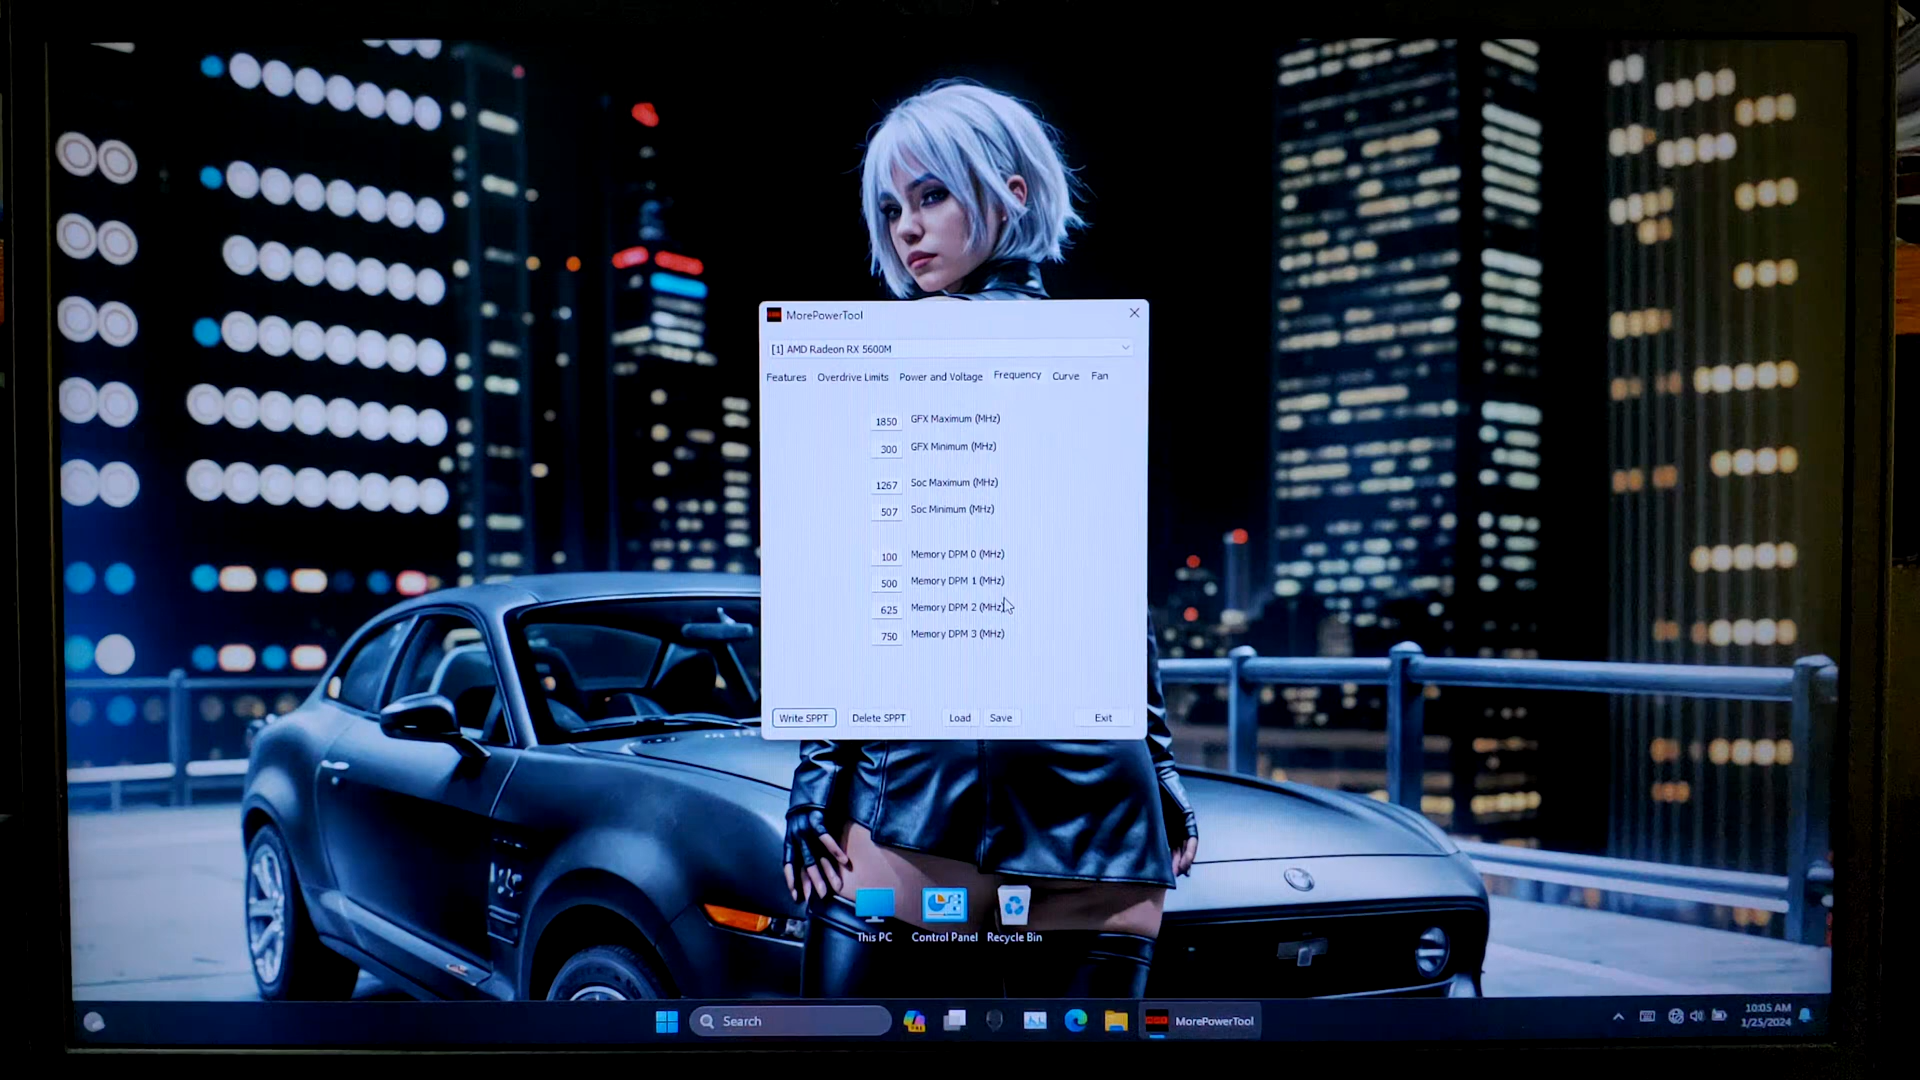 MorePowerTool
[1] AMD Radeon RX 5600M
Features Overdrive Limits Power and Voltage Frequency Curve Fan
1850 GFX Maximum (MHz)
300 GFX Minimum (MHz)
1267 Soc Maximum (MHz)
507 Soc Minimum (MHz)
100 Memory DPM 0 (MHz)
500 Memory DPM 1 (MHz)
625 Memory DPM 2 (MHz)
750 Memory DPM 3 (MHz)
Write SPPT Delete SPPT Load Save Exit
This PC Control Panel Recycle Bin
Search
MorePowerTool
10:05 AM
1/25/2024